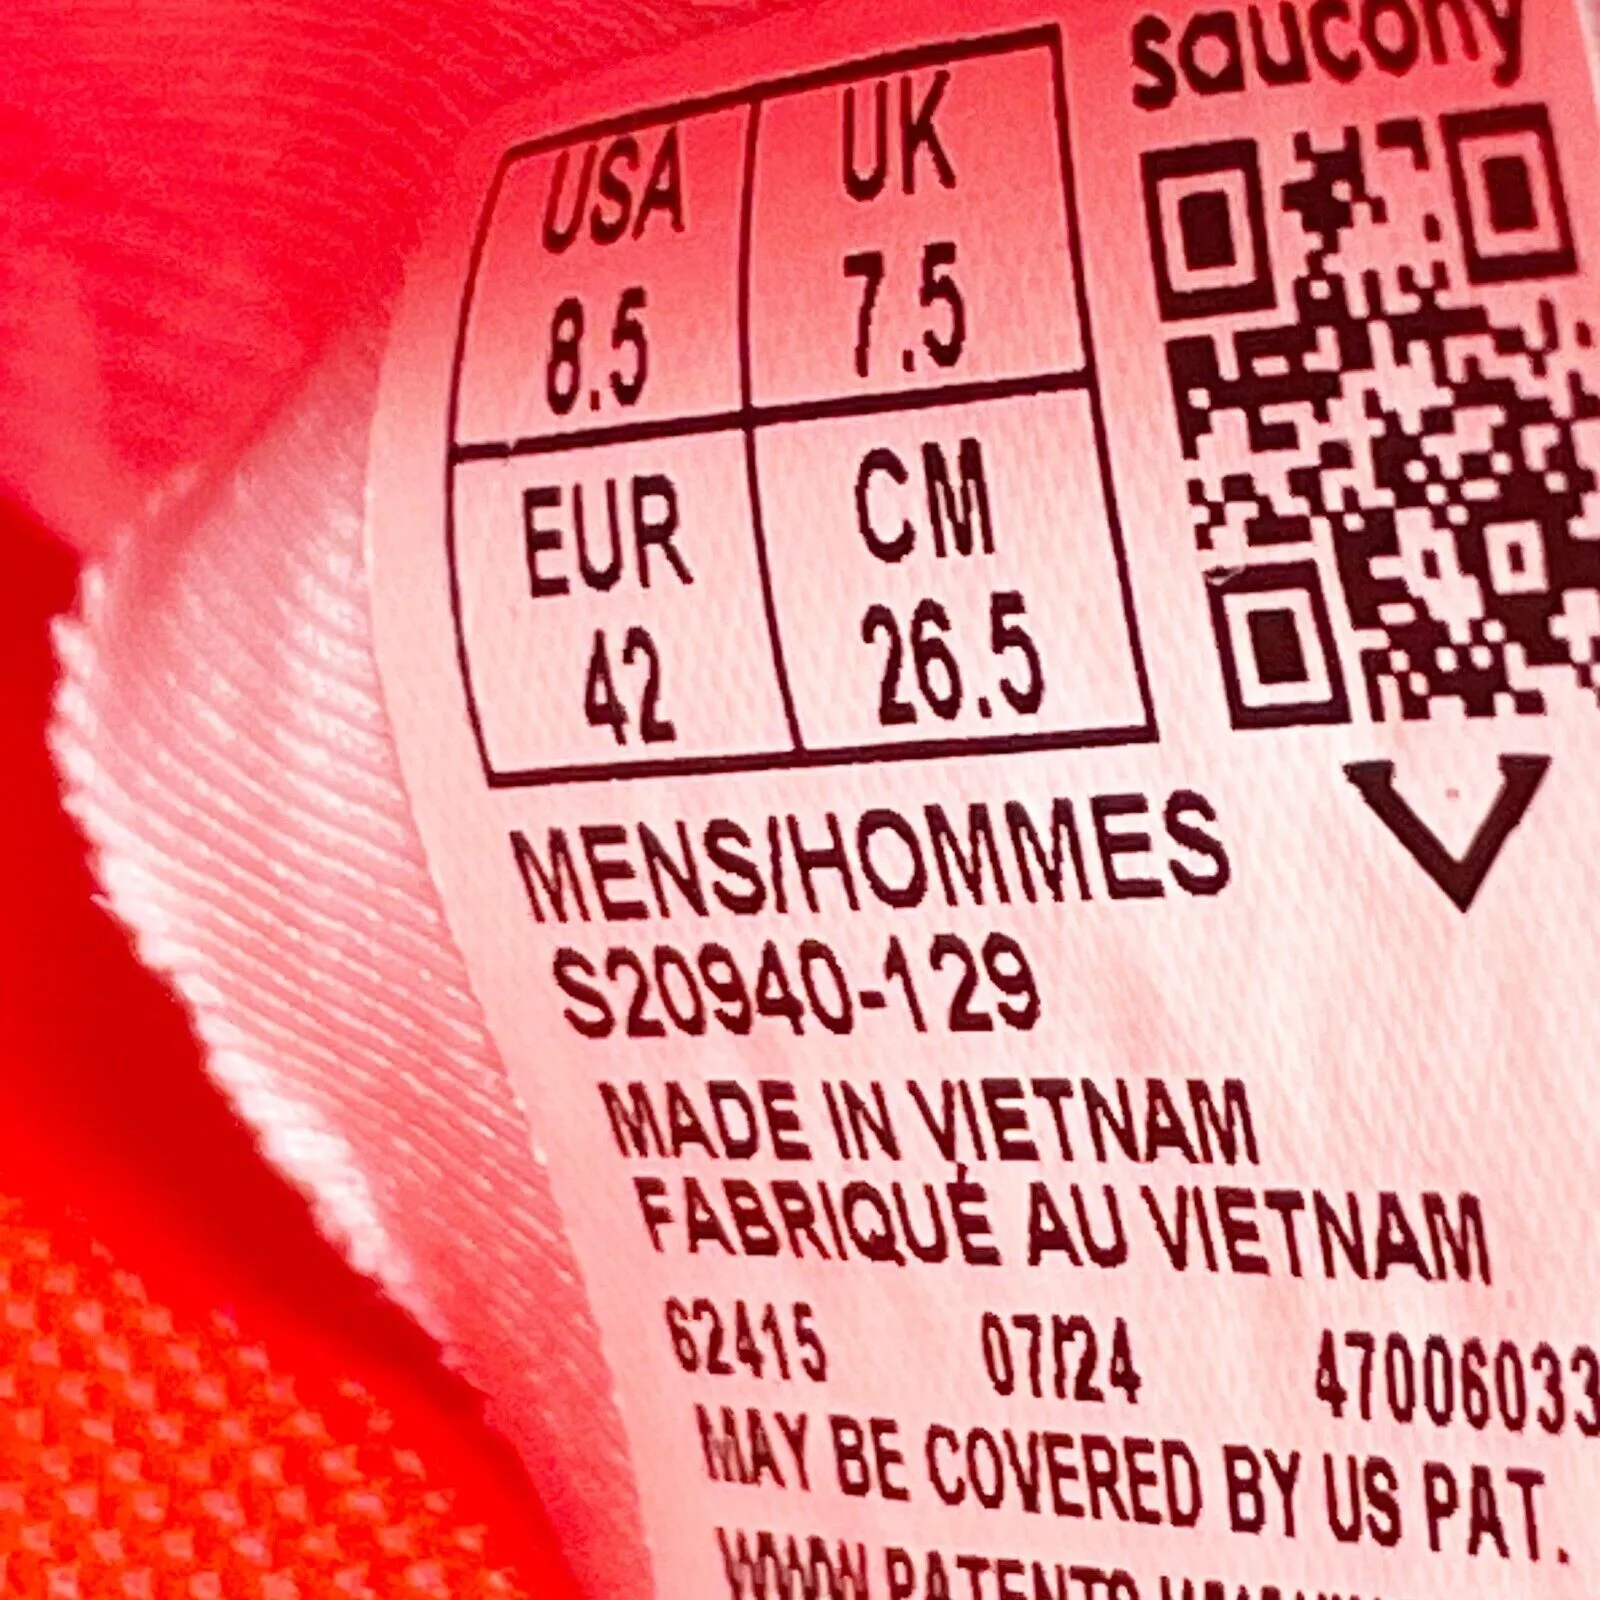 saucony
USA UK
8.5 7.5
EUR CM
42 26.5
MENS/HOMMES
S20940-129
MADE IN VIETNAM
FABRIQUÉ AU VIETNAM
62415 07/24 47006033
MAY BE COVERED BY US PAT.
WWW